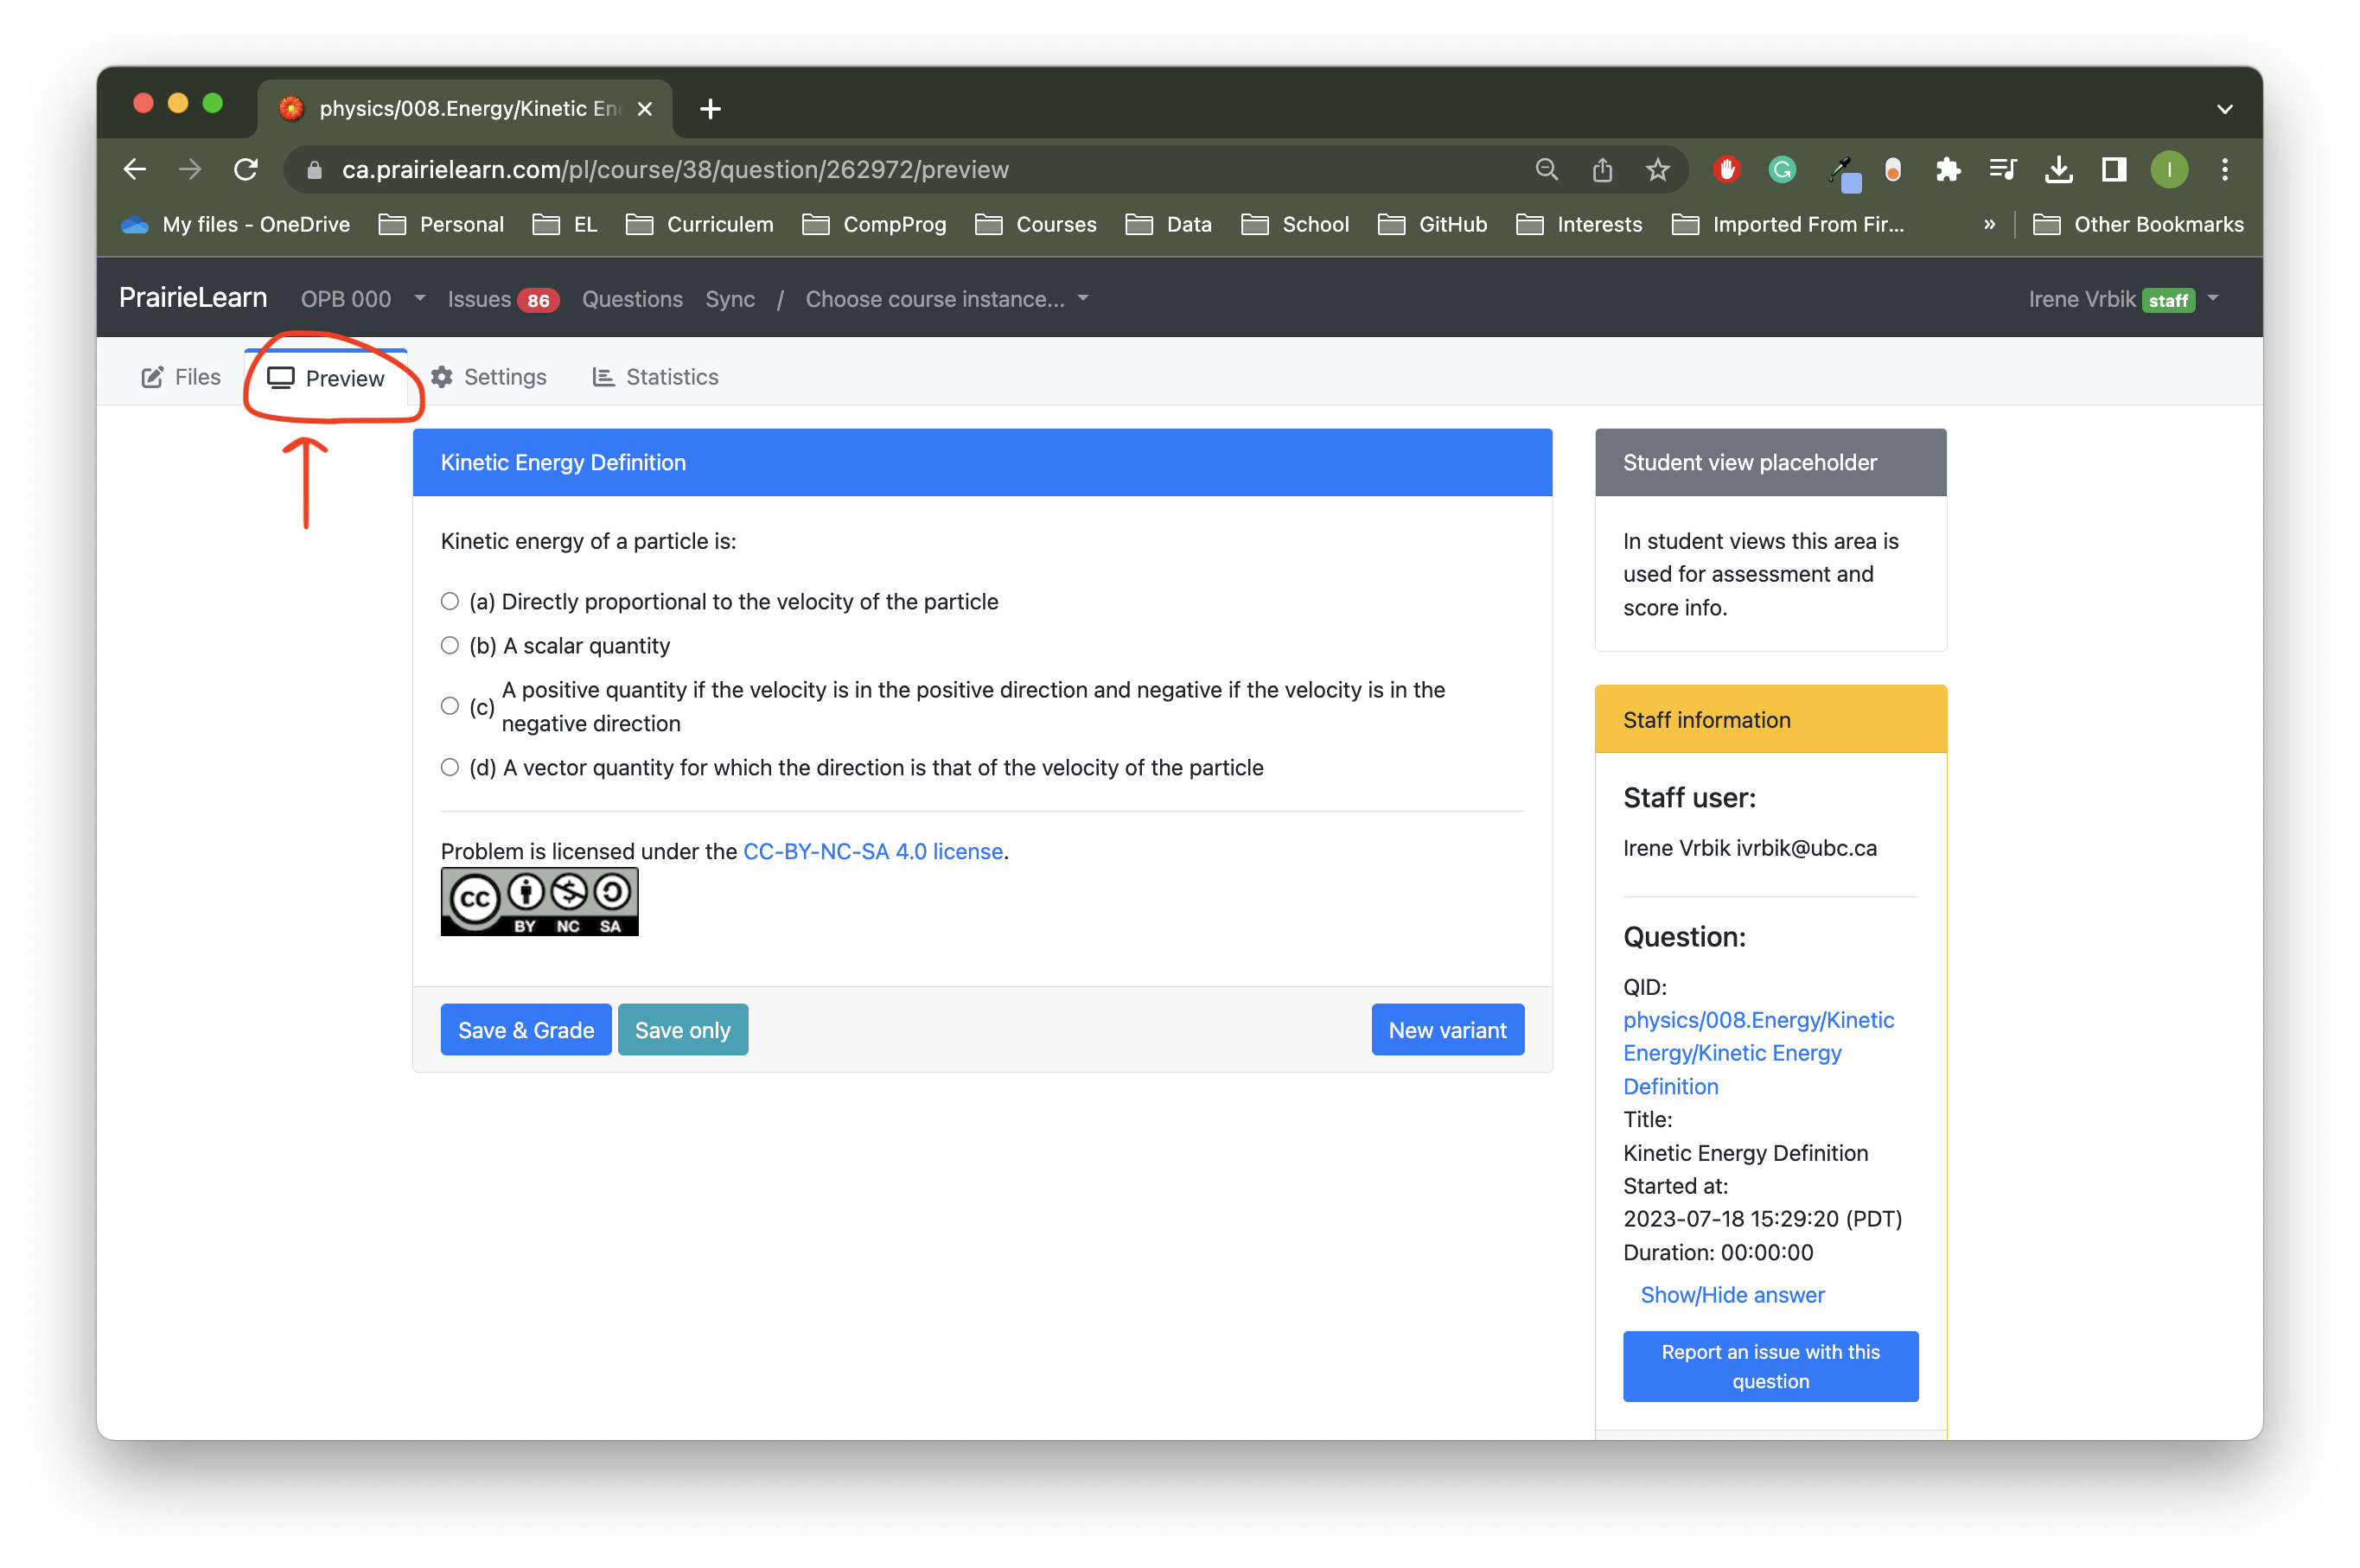 physics/008.Energy/Kinetic En
ca.prairielearn.com/pl/course/38/question/262972/preview
I
My files - OneDrive Personal EL Curriculem CompProg Courses Data School GitHub Interests Imported From Fir... » Other Bookmarks
PrairieLearn OPB 000 Issues 86 Questions Sync / Choose course instance... Irene Vrbik staff
Files Preview Settings Statistics
Kinetic Energy Definition
Kinetic energy of a particle is:
(a) Directly proportional to the velocity of the particle
(b) A scalar quantity
(c) A positive quantity if the velocity is in the positive direction and negative if the velocity is in the
negative direction
(d) A vector quantity for which the direction is that of the velocity of the particle
Problem is licensed under the CC-BY-NC-SA 4.0 license.
cc
BY NC SA
Save & Grade Save only New variant
Student view placeholder
In student views this area is
used for assessment and
score info.
Staff information
Staff user:
Irene Vrbik ivrbik@ubc.ca
Question:
QID:
physics/008.Energy/Kinetic
Energy/Kinetic Energy
Definition
Title:
Kinetic Energy Definition
Started at:
2023-07-18 15:29:20 (PDT)
Duration: 00:00:00
Show/Hide answer
Report an issue with this
question